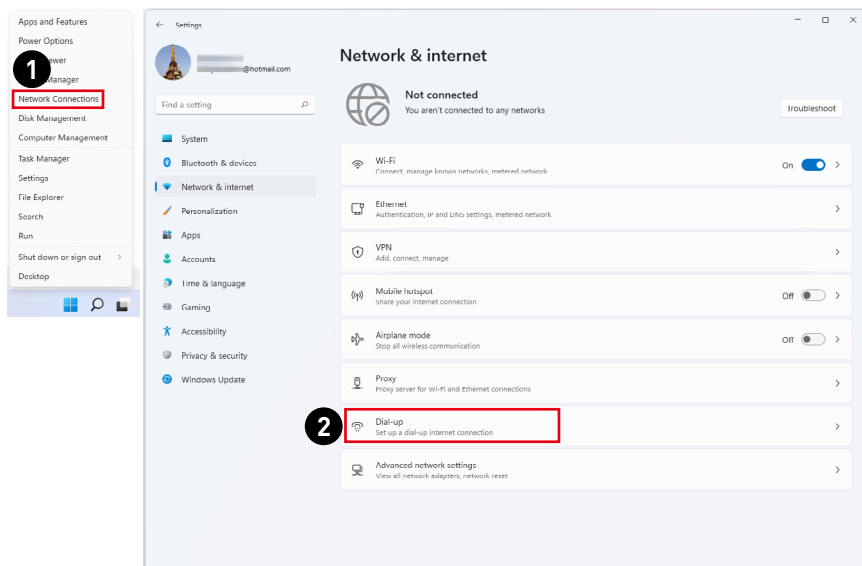 Apps and Features
Power Options
ewer
1
Manager
Network Connections
Disk Management
Computer Management
Task Manager
Settings
File Explorer
Search
Run
Shut down or sign out
Desktop
Settings
@hotmail.com
Find a setting
System
Bluetooth & devices
Network & internet
Personalization
Apps
Accounts
Time & language
Gaming
Accessibility
Privacy & security
Windows Update
Network & internet
Not connected
You aren't connected to any networks
Troubleshoot
Wi-Fi
Connect, manage known networks, metered network
On
Ethernet
Authentication, IP and DNS settings, metered network
VPN
Add, connect, manage
Mobile hotspot
Share your internet connection
Off
Airplane mode
Stop all wireless communication
Off
Proxy
Proxy server for Wi-Fi and Ethernet connections
2
Dial-up
Set up a dial-up internet connection
Advanced network settings
View all network adapters, network reset